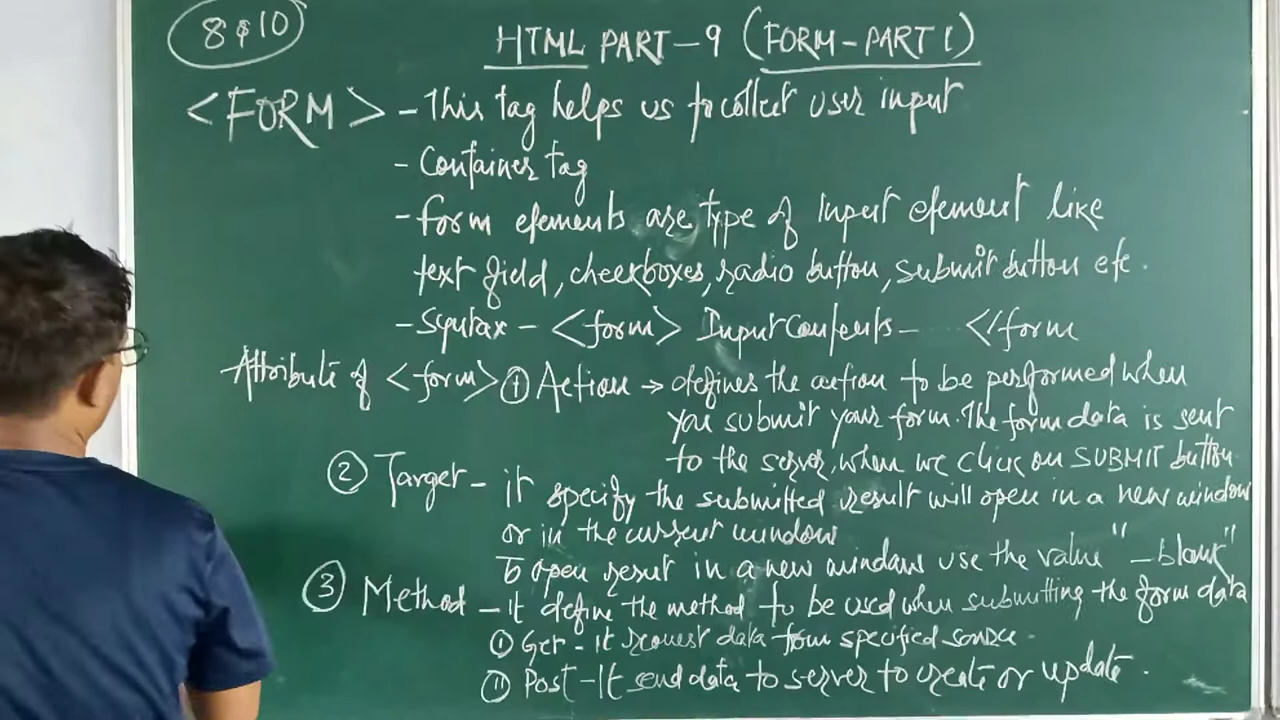 8 & 10
HTML PART-9 (FORM-PART 1)
<FORM> - This tag helps us to collect user input
- Container tag
- form elements are type of Input element like
text field, checkboxes, radio button, submit button etc.
- Syntax - <form> Input Contents - </form
Attribute of <form> ① Action → defines the action to be performed when
you submit your form. The form data is sent
to the server, when we click on SUBMIT button
② Target - it specify the submitted result will open in a new window
or in the current window
To open result in a new window use the value "_blank"
③ Method - it define the method to be used when submitting the form data
(i) Get - it request data from specified source.
(ii) Post - It send data to server to create or update.